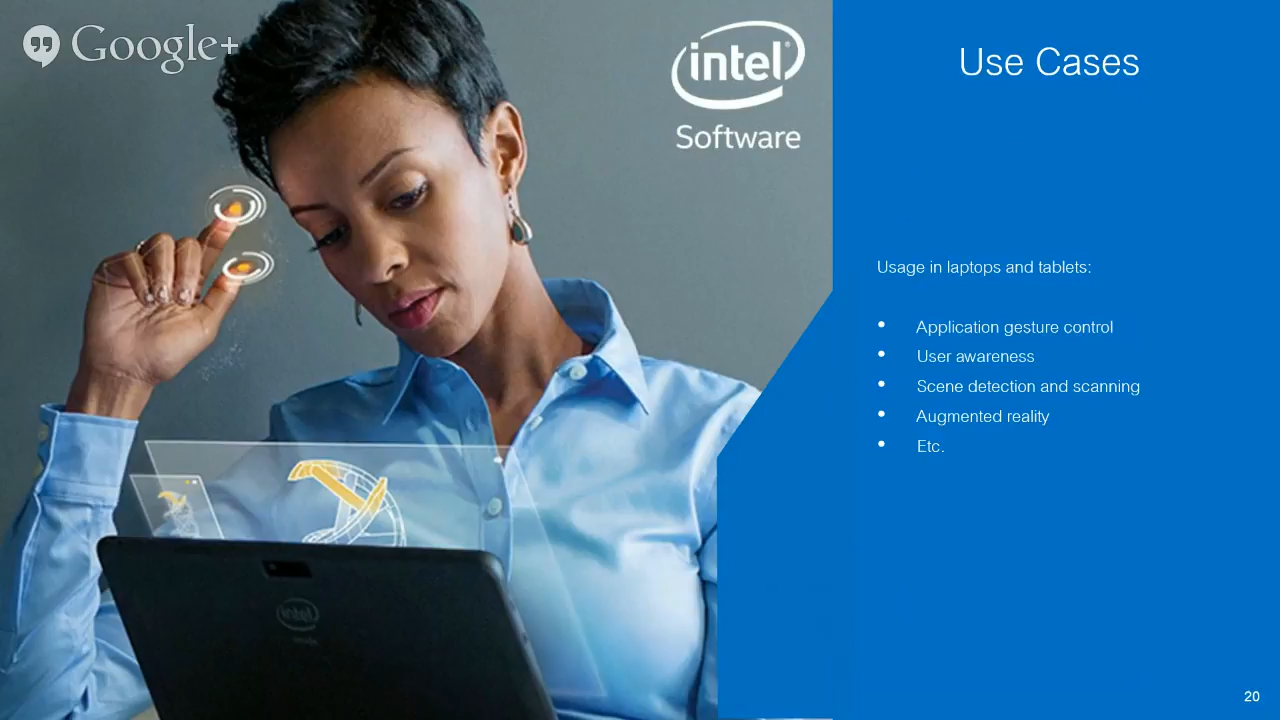 Google+
intel
Software
Use Cases
Usage in laptops and tablets:
• Application gesture control
• User awareness
• Scene detection and scanning
• Augmented reality
• Etc.
intel
20